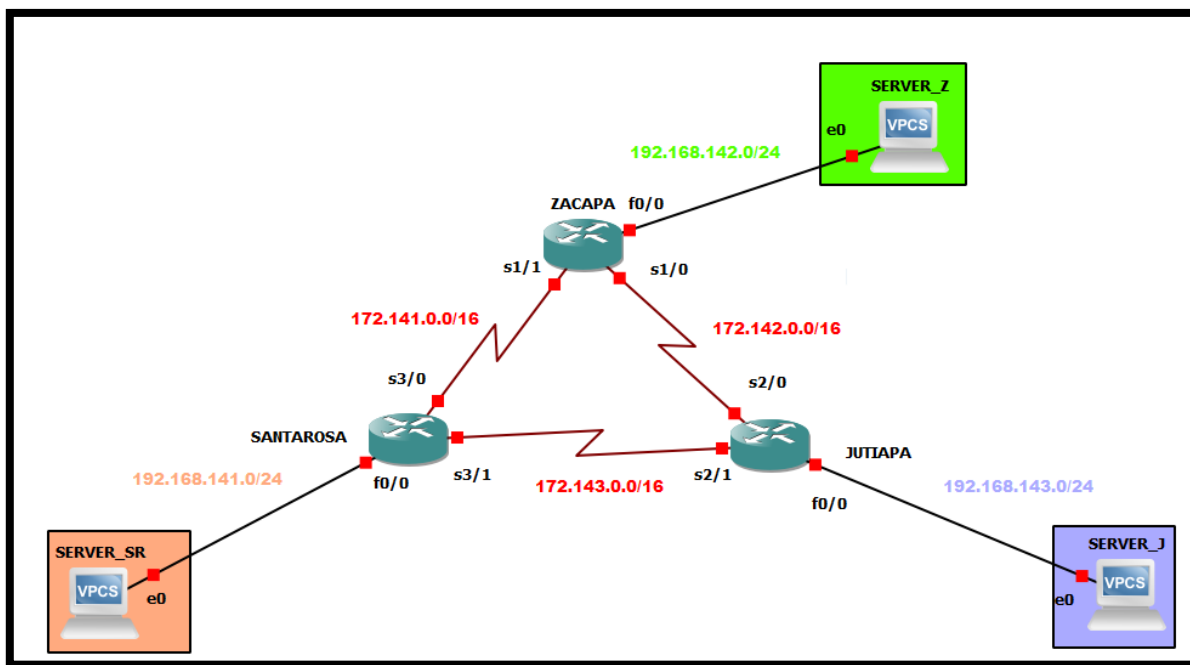 SERVER_Z
VPCS
e0
192.168.142.0/24
ZACAPA f0/0
s1/1
s1/0
172.141.0.0/16
172.142.0.0/16
s3/0
s2/0
SANTAROSA
JUTIAPA
s3/1
s2/1
192.168.141.0/24
f0/0
172.143.0.0/16
192.168.143.0/24
f0/0
SERVER_SR
VPCS
e0
SERVER_J
VPCS
e0